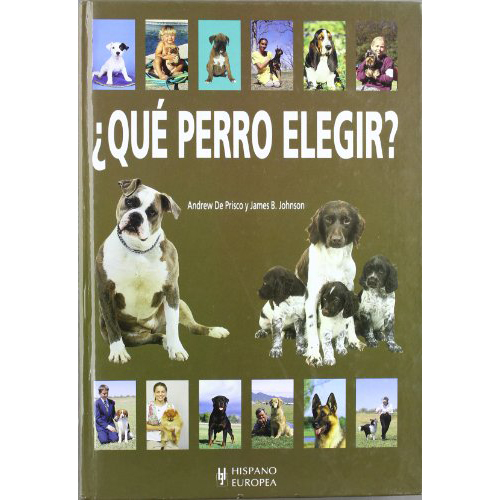 ¿QUÉ PERRO ELEGIR?
Andrew De Prisco y James B. Johnson
HISPANO
EUROPEA